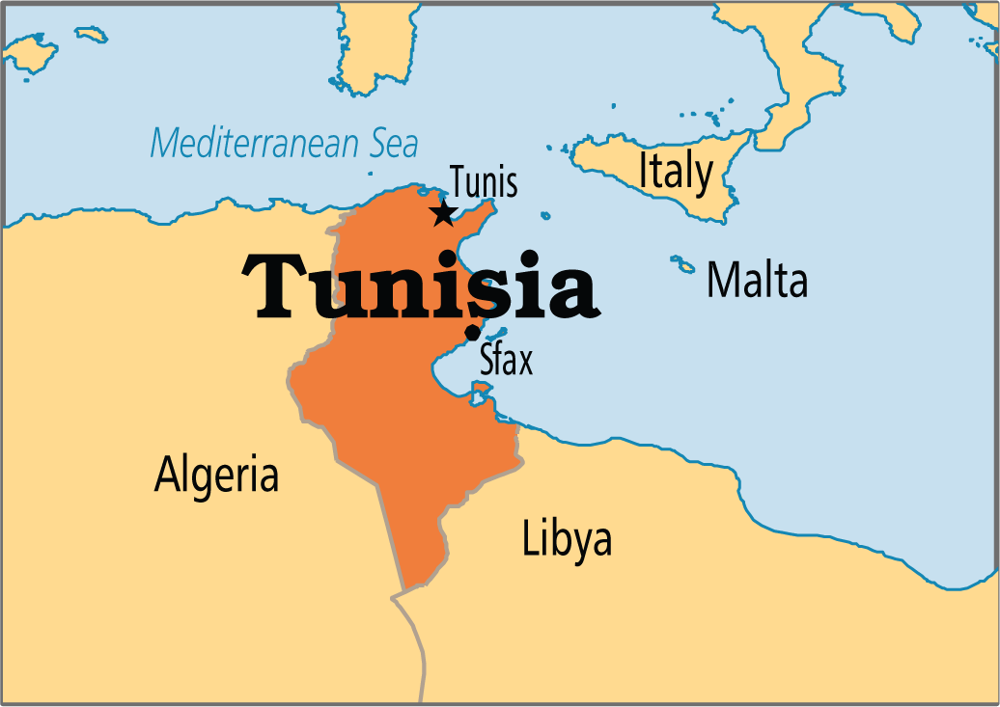 Mediterranean Sea
Tunis
Italy
Tunisia
Malta
Sfax
Algeria
Libya